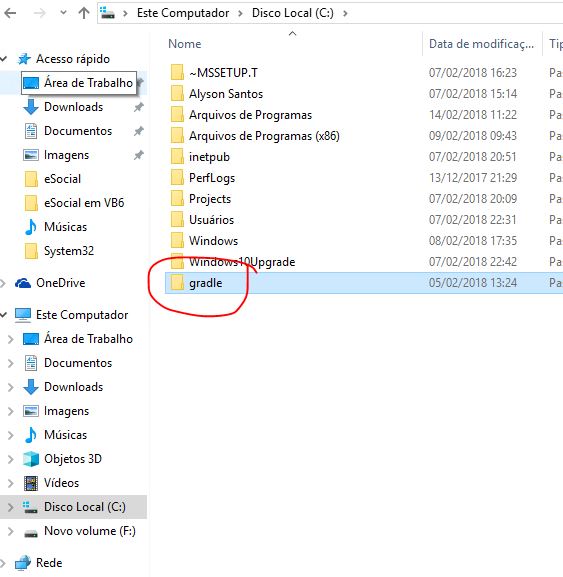 Este Computador > Disco Local (C:) >
Nome Data de modificaç... Tip
Acesso rápido
Área de Trabalho
Downloads
Documentos
Imagens
eSocial
eSocial em VB6
Músicas
System32
OneDrive
Este Computador
Área de Trabalho
Documentos
Downloads
Imagens
Músicas
Objetos 3D
Vídeos
Disco Local (C:)
Novo volume (F:)
Rede
~MSSETUP.T 07/02/2018 16:23 Pa
Alyson Santos 07/02/2018 15:14 Pa
Arquivos de Programas 14/02/2018 11:22 Pa
Arquivos de Programas (x86) 09/02/2018 09:43 Pa
inetpub 07/02/2018 20:51 Pa
PerfLogs 13/12/2017 21:29 Pa
Projects 07/02/2018 20:09 Pa
Usuários 07/02/2018 22:31 Pa
Windows 08/02/2018 17:35 Pa
Windows10Upgrade 07/02/2018 22:42 Pa
gradle 05/02/2018 13:24 Pa